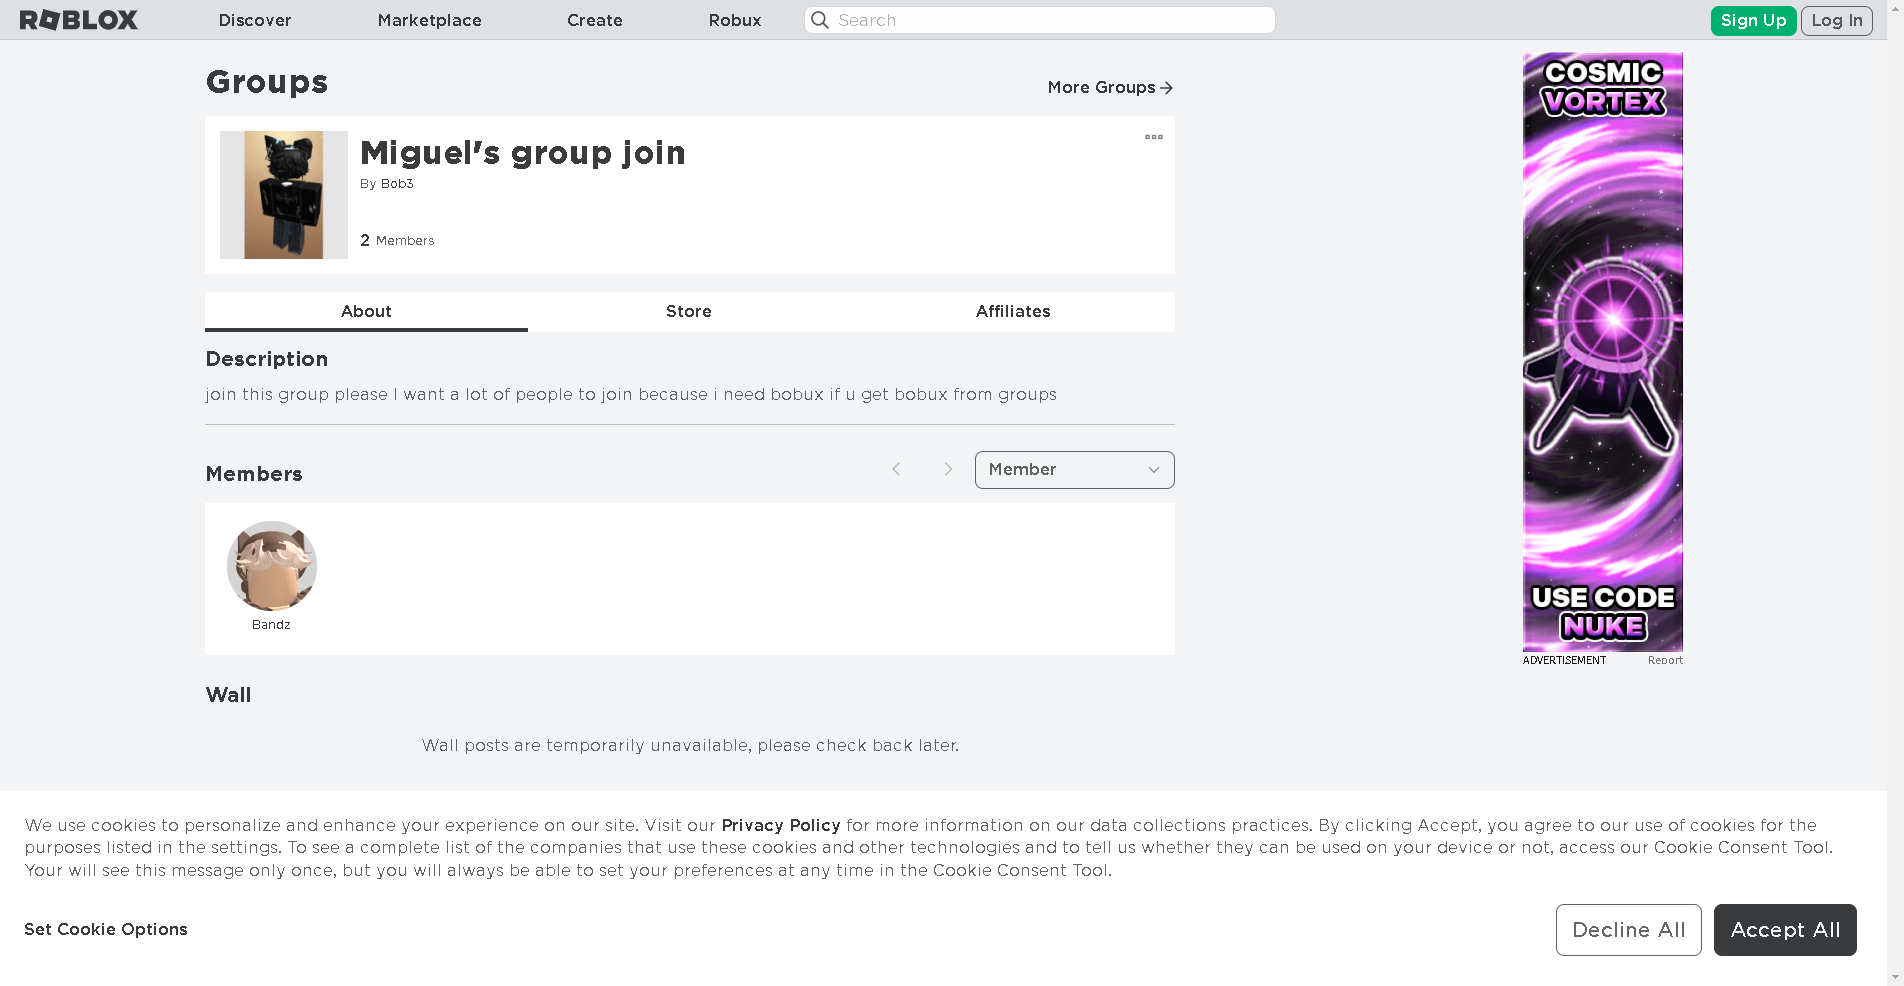 ROBLOX
Discover
Marketplace
Create
Robux
Search
Sign Up
Log In
Groups
More Groups
Miguel's group join
By Bob3
2 Members
About
Store
Affiliates
Description
join this group please I want a lot of people to join because i need bobux if u get bobux from groups
Members
Member
Bandz
Wall
Wall posts are temporarily unavailable, please check back later.
COSMIC
VORTEX
USE CODE
NUKE
ADVERTISEMENT
Report
We use cookies to personalize and enhance your experience on our site. Visit our Privacy Policy for more information on our data collections practices. By clicking Accept, you agree to our use of cookies for the
purposes listed in the settings. To see a complete list of the companies that use these cookies and other technologies and to tell us whether they can be used on your device or not, access our Cookie Consent Tool.
Your will see this message only once, but you will always be able to set your preferences at any time in the Cookie Consent Tool.
Set Cookie Options
Decline All
Accept All